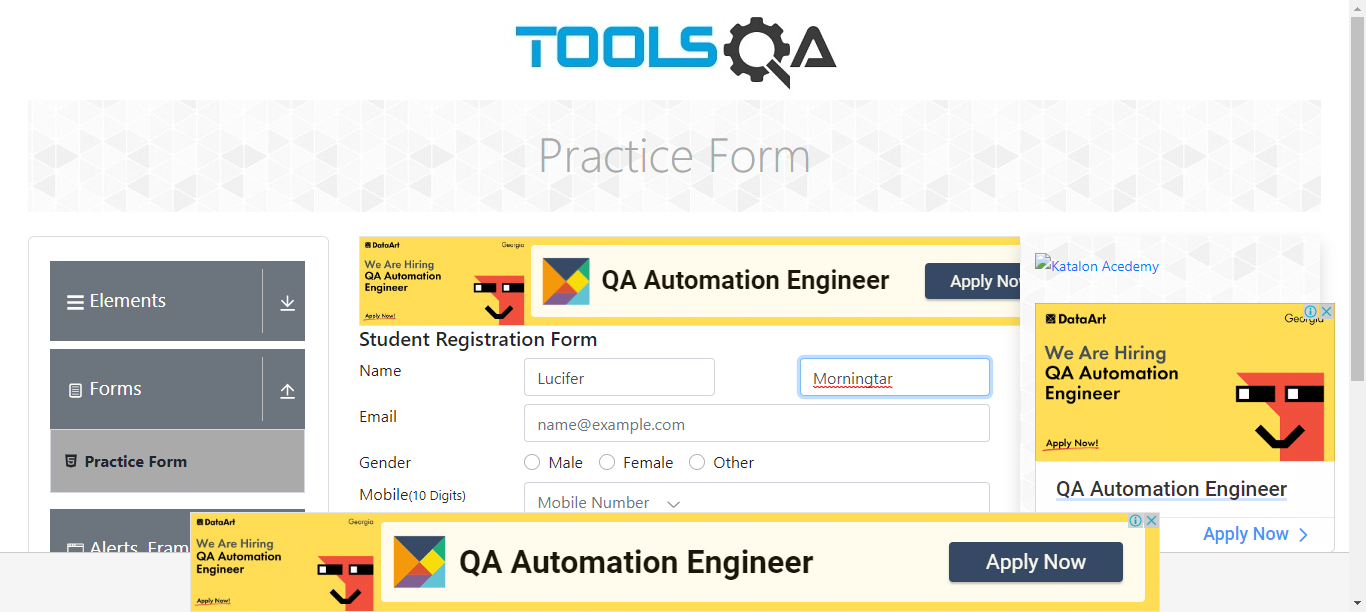 TOOLSQA
Practice Form
Elements
Forms
Practice Form
Alerts, Fram
DataArt
Georgia
We Are Hiring
QA Automation
Engineer
Apply Now!
QA Automation Engineer
Apply Nov
Student Registration Form
Name
Lucifer
Morningtar
Email
name@example.com
Gender
Male Female Other
Mobile(10 Digits)
Mobile Number
Katalon Acedemy
DataArt
Georgia
We Are Hiring
QA Automation
Engineer
Apply Now!
QA Automation Engineer
Apply Now
DataArt
Georgia
We Are Hiring
QA Automation
Engineer
Apply Now!
QA Automation Engineer
Apply Now